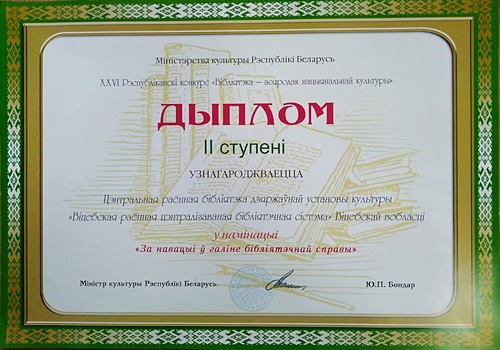 Міністэрства культуры Рэспублікі Беларусь
XXVI Рэспубліканскі конкурс «Бібліятэка – асяродак нацыянальнай культуры»
ДЫПЛОМ
II ступені
УЗНАГАРОДЖВАЕЦЦА
Цэнтральная раённая бібліятэка дзяржаўнай установы культуры
«Віцебская раённая цэнтралізаваная бібліятэчная сістэма» Віцебскай вобласці
у намінацыі
«За навацыі ў галіне бібліятэчнай справы»
Міністр культуры Рэспублікі Беларусь Ю.П. Бондар